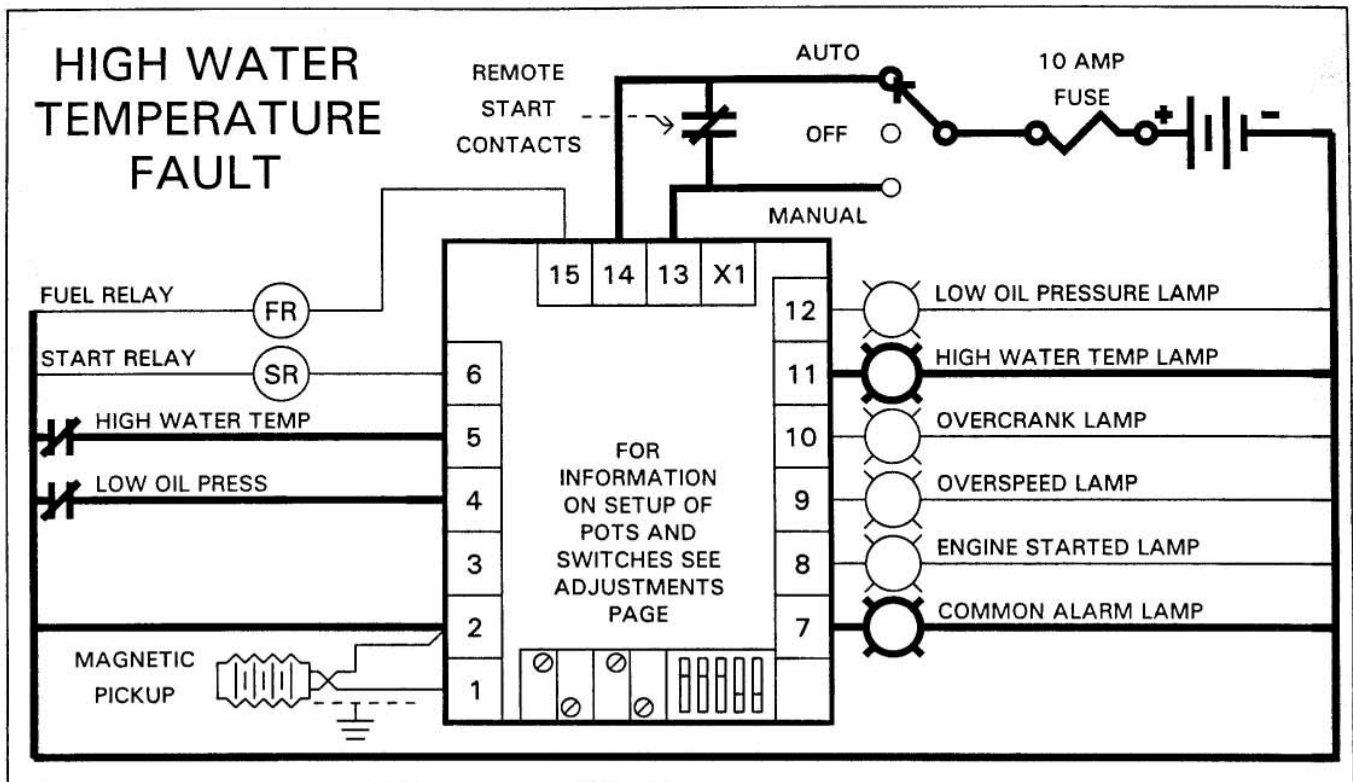 HIGH WATER
TEMPERATURE
FAULT
REMOTE
START
CONTACTS
AUTO
OFF
MANUAL
10 AMP
FUSE
+
-
15 14 13 X1
FUEL RELAY
FR
START RELAY
SR
HIGH WATER TEMP
LOW OIL PRESS
MAGNETIC
PICKUP
6
5
4
3
2
1
FOR
INFORMATION
ON SETUP OF
POTS AND
SWITCHES SEE
ADJUSTMENTS
PAGE
12
11
10
9
8
7
LOW OIL PRESSURE LAMP
HIGH WATER TEMP LAMP
OVERCRANK LAMP
OVERSPEED LAMP
ENGINE STARTED LAMP
COMMON ALARM LAMP